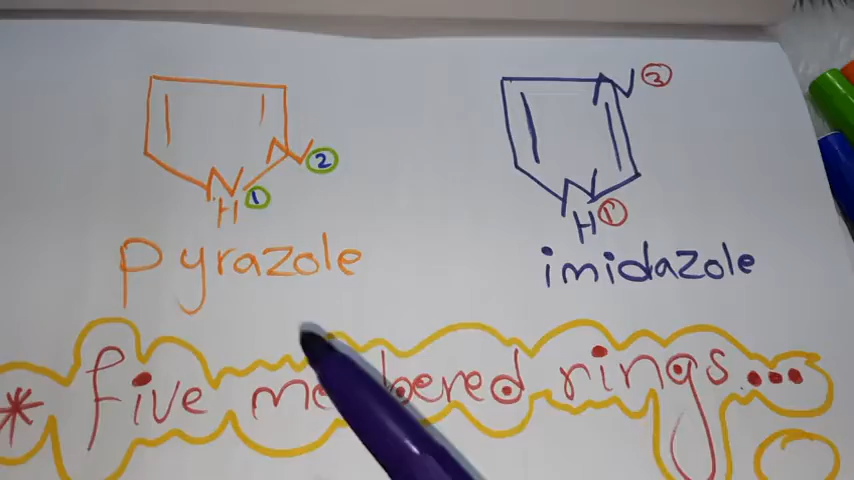 N 3
N 2
N 1
H
N
H 1
pyrazole
imidazole
* five membered rings...